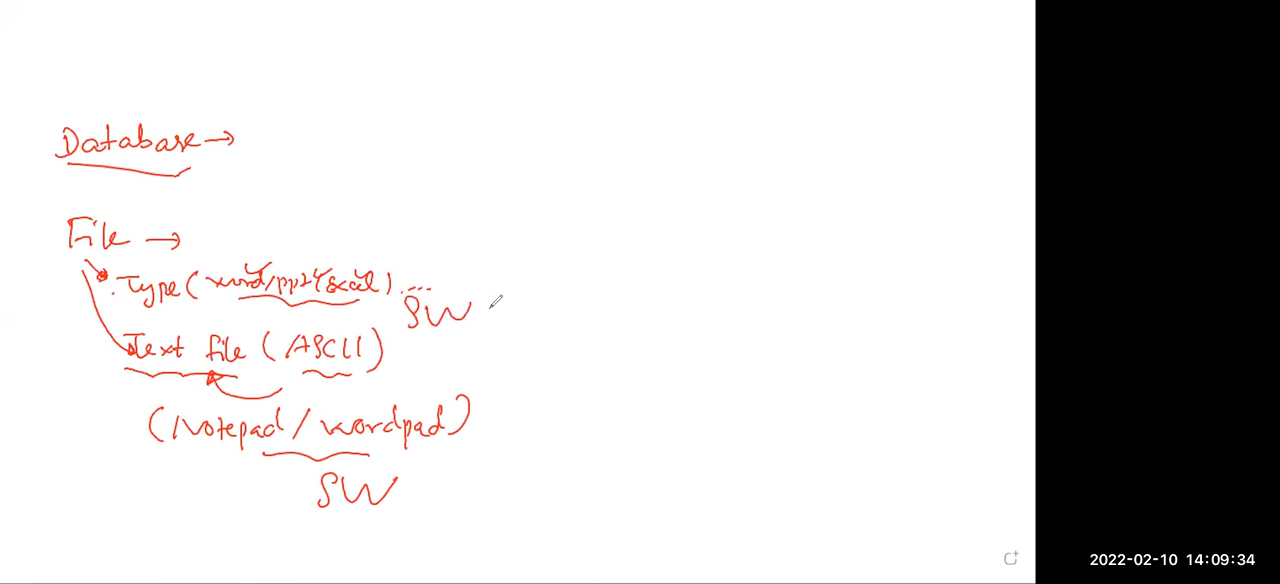 Database →
File →
. Type (word/ppt/Excel) ....
SW
Text file (ASCII)
(Notepad / wordpad)
SW
2022-02-10 14:09:34